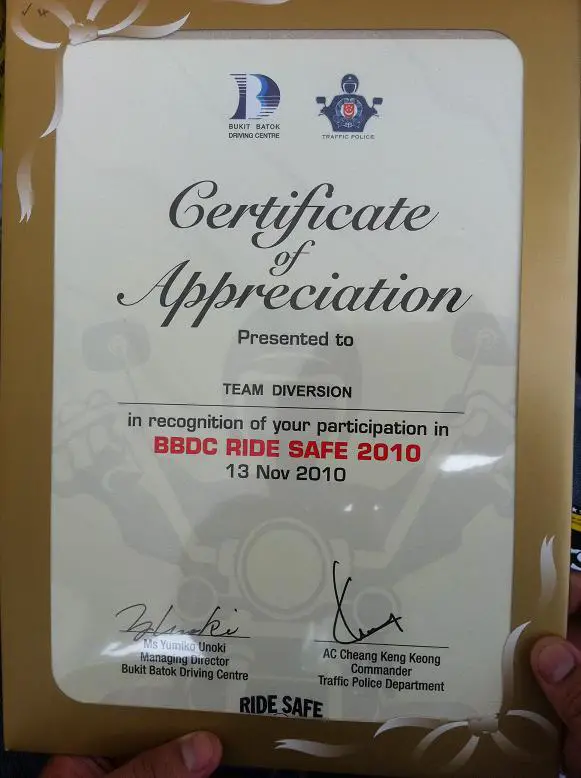 BUKIT BATOK
DRIVING CENTRE
TRAFFIC POLICE
Certificate
of
Appreciation
Presented to
TEAM DIVERSION
in recognition of your participation in
BBDC RIDE SAFE 2010
13 Nov 2010
Ms Yumiko Unoki
Managing Director
Bukit Batok Driving Centre
AC Cheang Keng Keong
Commander
Traffic Police Department
RIDE SAFE